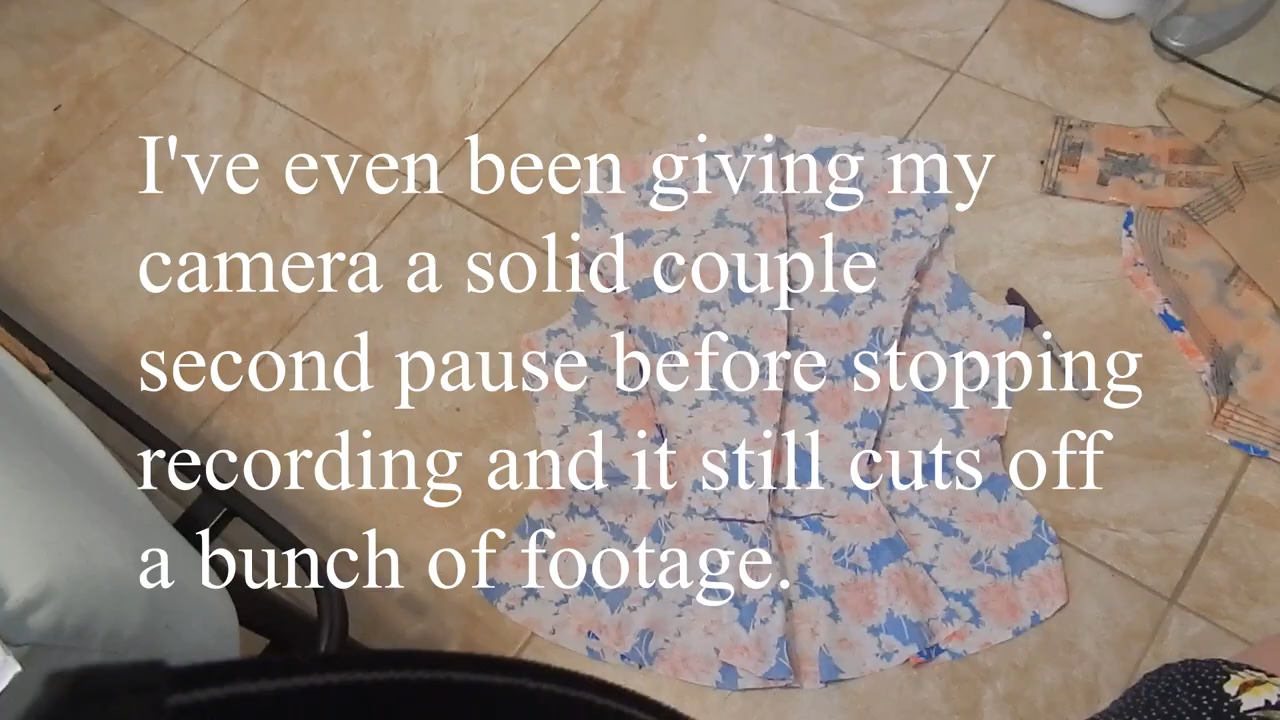 I've even been giving my
camera a solid couple
second pause before stopping
recording and it still cuts off
a bunch of footage.